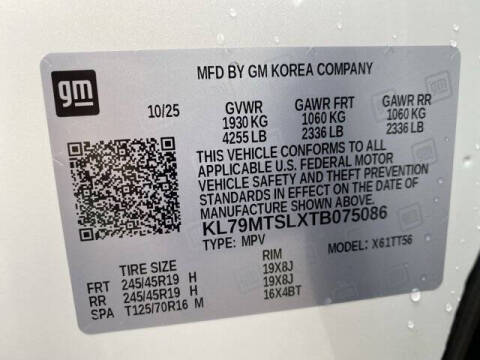 gm
MFD BY GM KOREA COMPANY
10/25 GVWR GAWR FRT GAWR RR
1930 KG 1060 KG 1060 KG
4255 LB 2336 LB 2336 LB
THIS VEHICLE CONFORMS TO ALL
APPLICABLE U.S. FEDERAL MOTOR
VEHICLE SAFETY AND THEFT PREVENTION
STANDARDS IN EFFECT ON THE DATE OF
MANUFACTURE SHOWN ABOVE.
KL79MTSLXTB075086
TYPE: MPV MODEL: X61TT56
TIRE SIZE RIM
FRT 245/45R19 H 19X8J
RR 245/45R19 H 19X8J
SPA T125/70R16 M 16X4BT